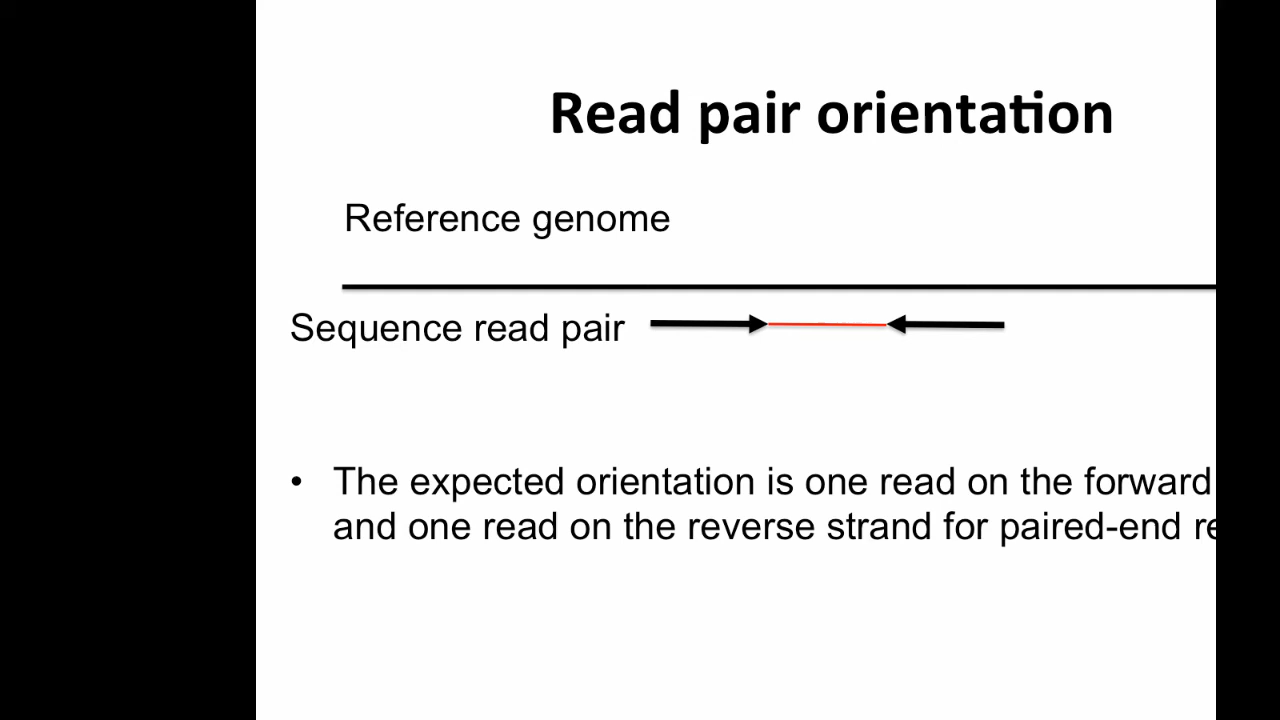 Read pair orientation
Reference genome
Sequence read pair
• The expected orientation is one read on the forward
and one read on the reverse strand for paired-end